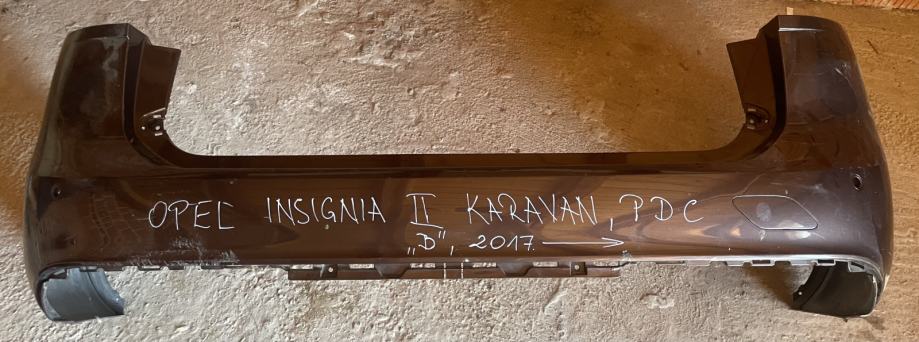 OPEL INSIGNIA II KARAVAN, PDC
„B", 2017. ⟶